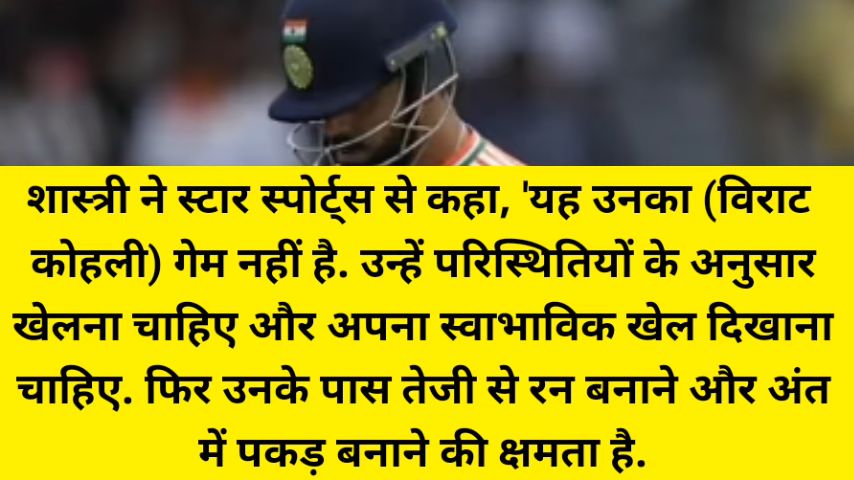 शास्त्री ने स्टार स्पोर्ट्स से कहा, 'यह उनका (विराट
कोहली) गेम नहीं है. उन्हें परिस्थितियों के अनुसार
खेलना चाहिए और अपना स्वाभाविक खेल दिखाना
चाहिए. फिर उनके पास तेजी से रन बनाने और अंत
में पकड़ बनाने की क्षमता है.